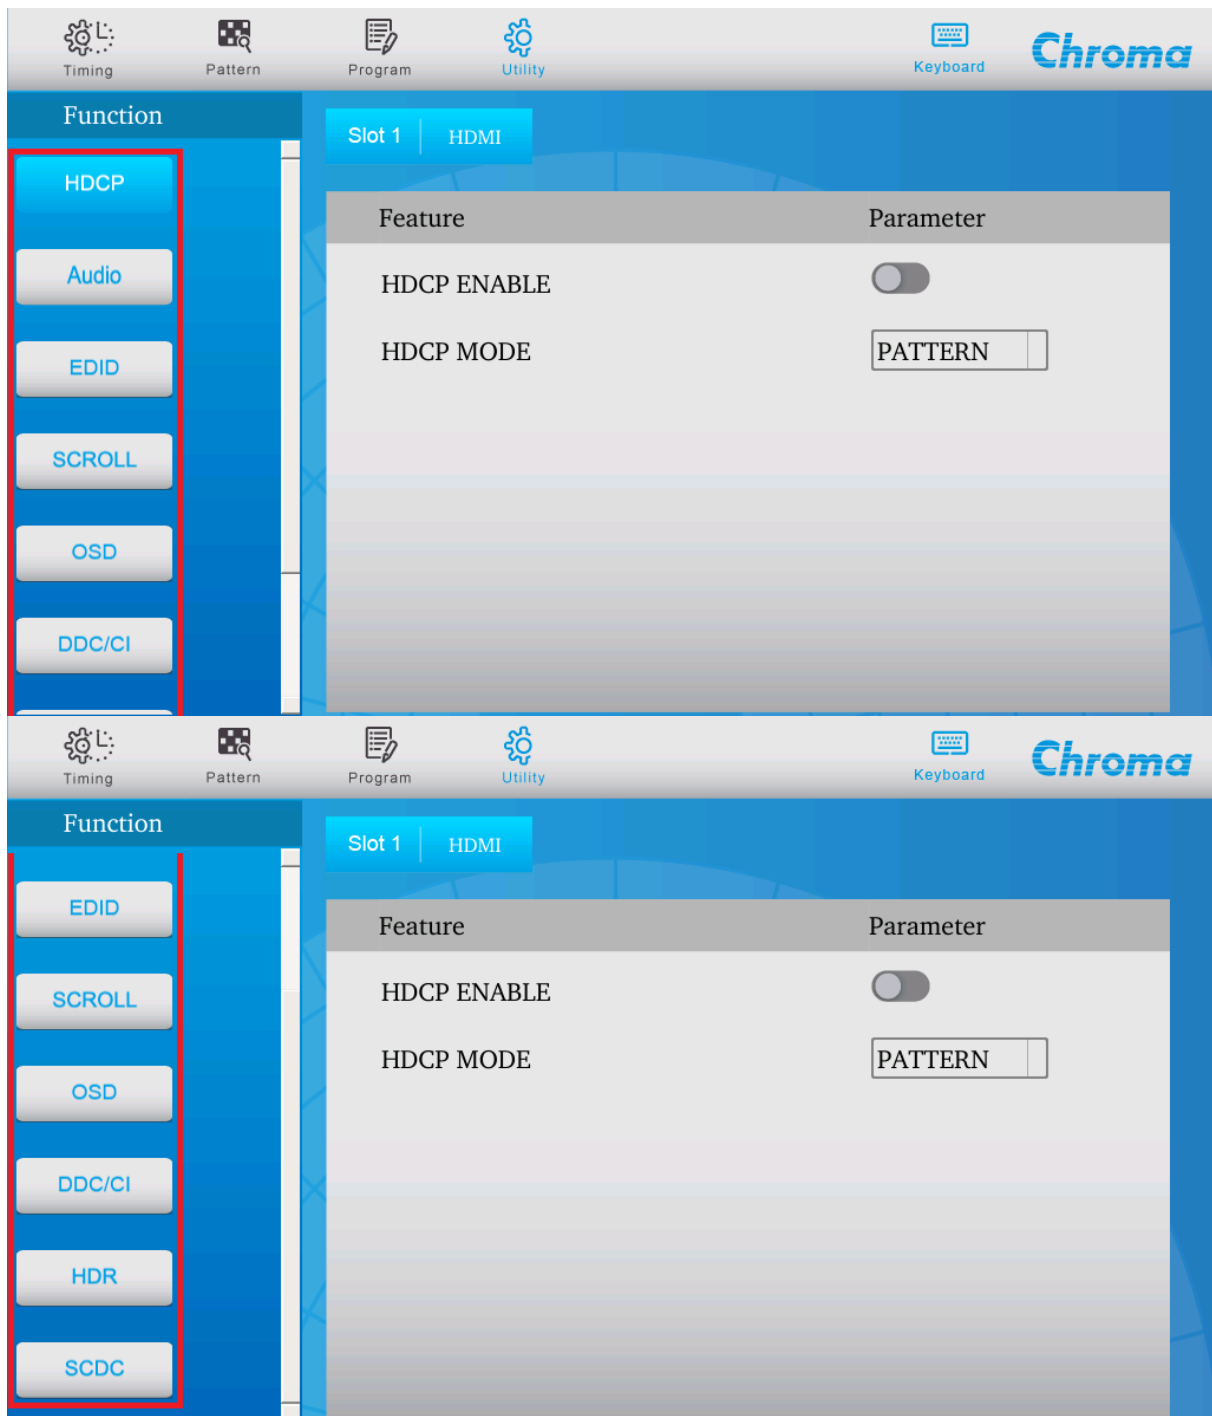 Timing Pattern Program Utility Keyboard Chroma
Function
Slot 1 HDMI
HDCP
Feature Parameter
Audio
HDCP ENABLE
HDCP MODE PATTERN
EDID
SCROLL
OSD
DDC/CI
Timing Pattern Program Utility Keyboard Chroma
Function
Slot 1 HDMI
EDID
Feature Parameter
SCROLL
HDCP ENABLE
HDCP MODE PATTERN
OSD
DDC/CI
HDR
SCDC